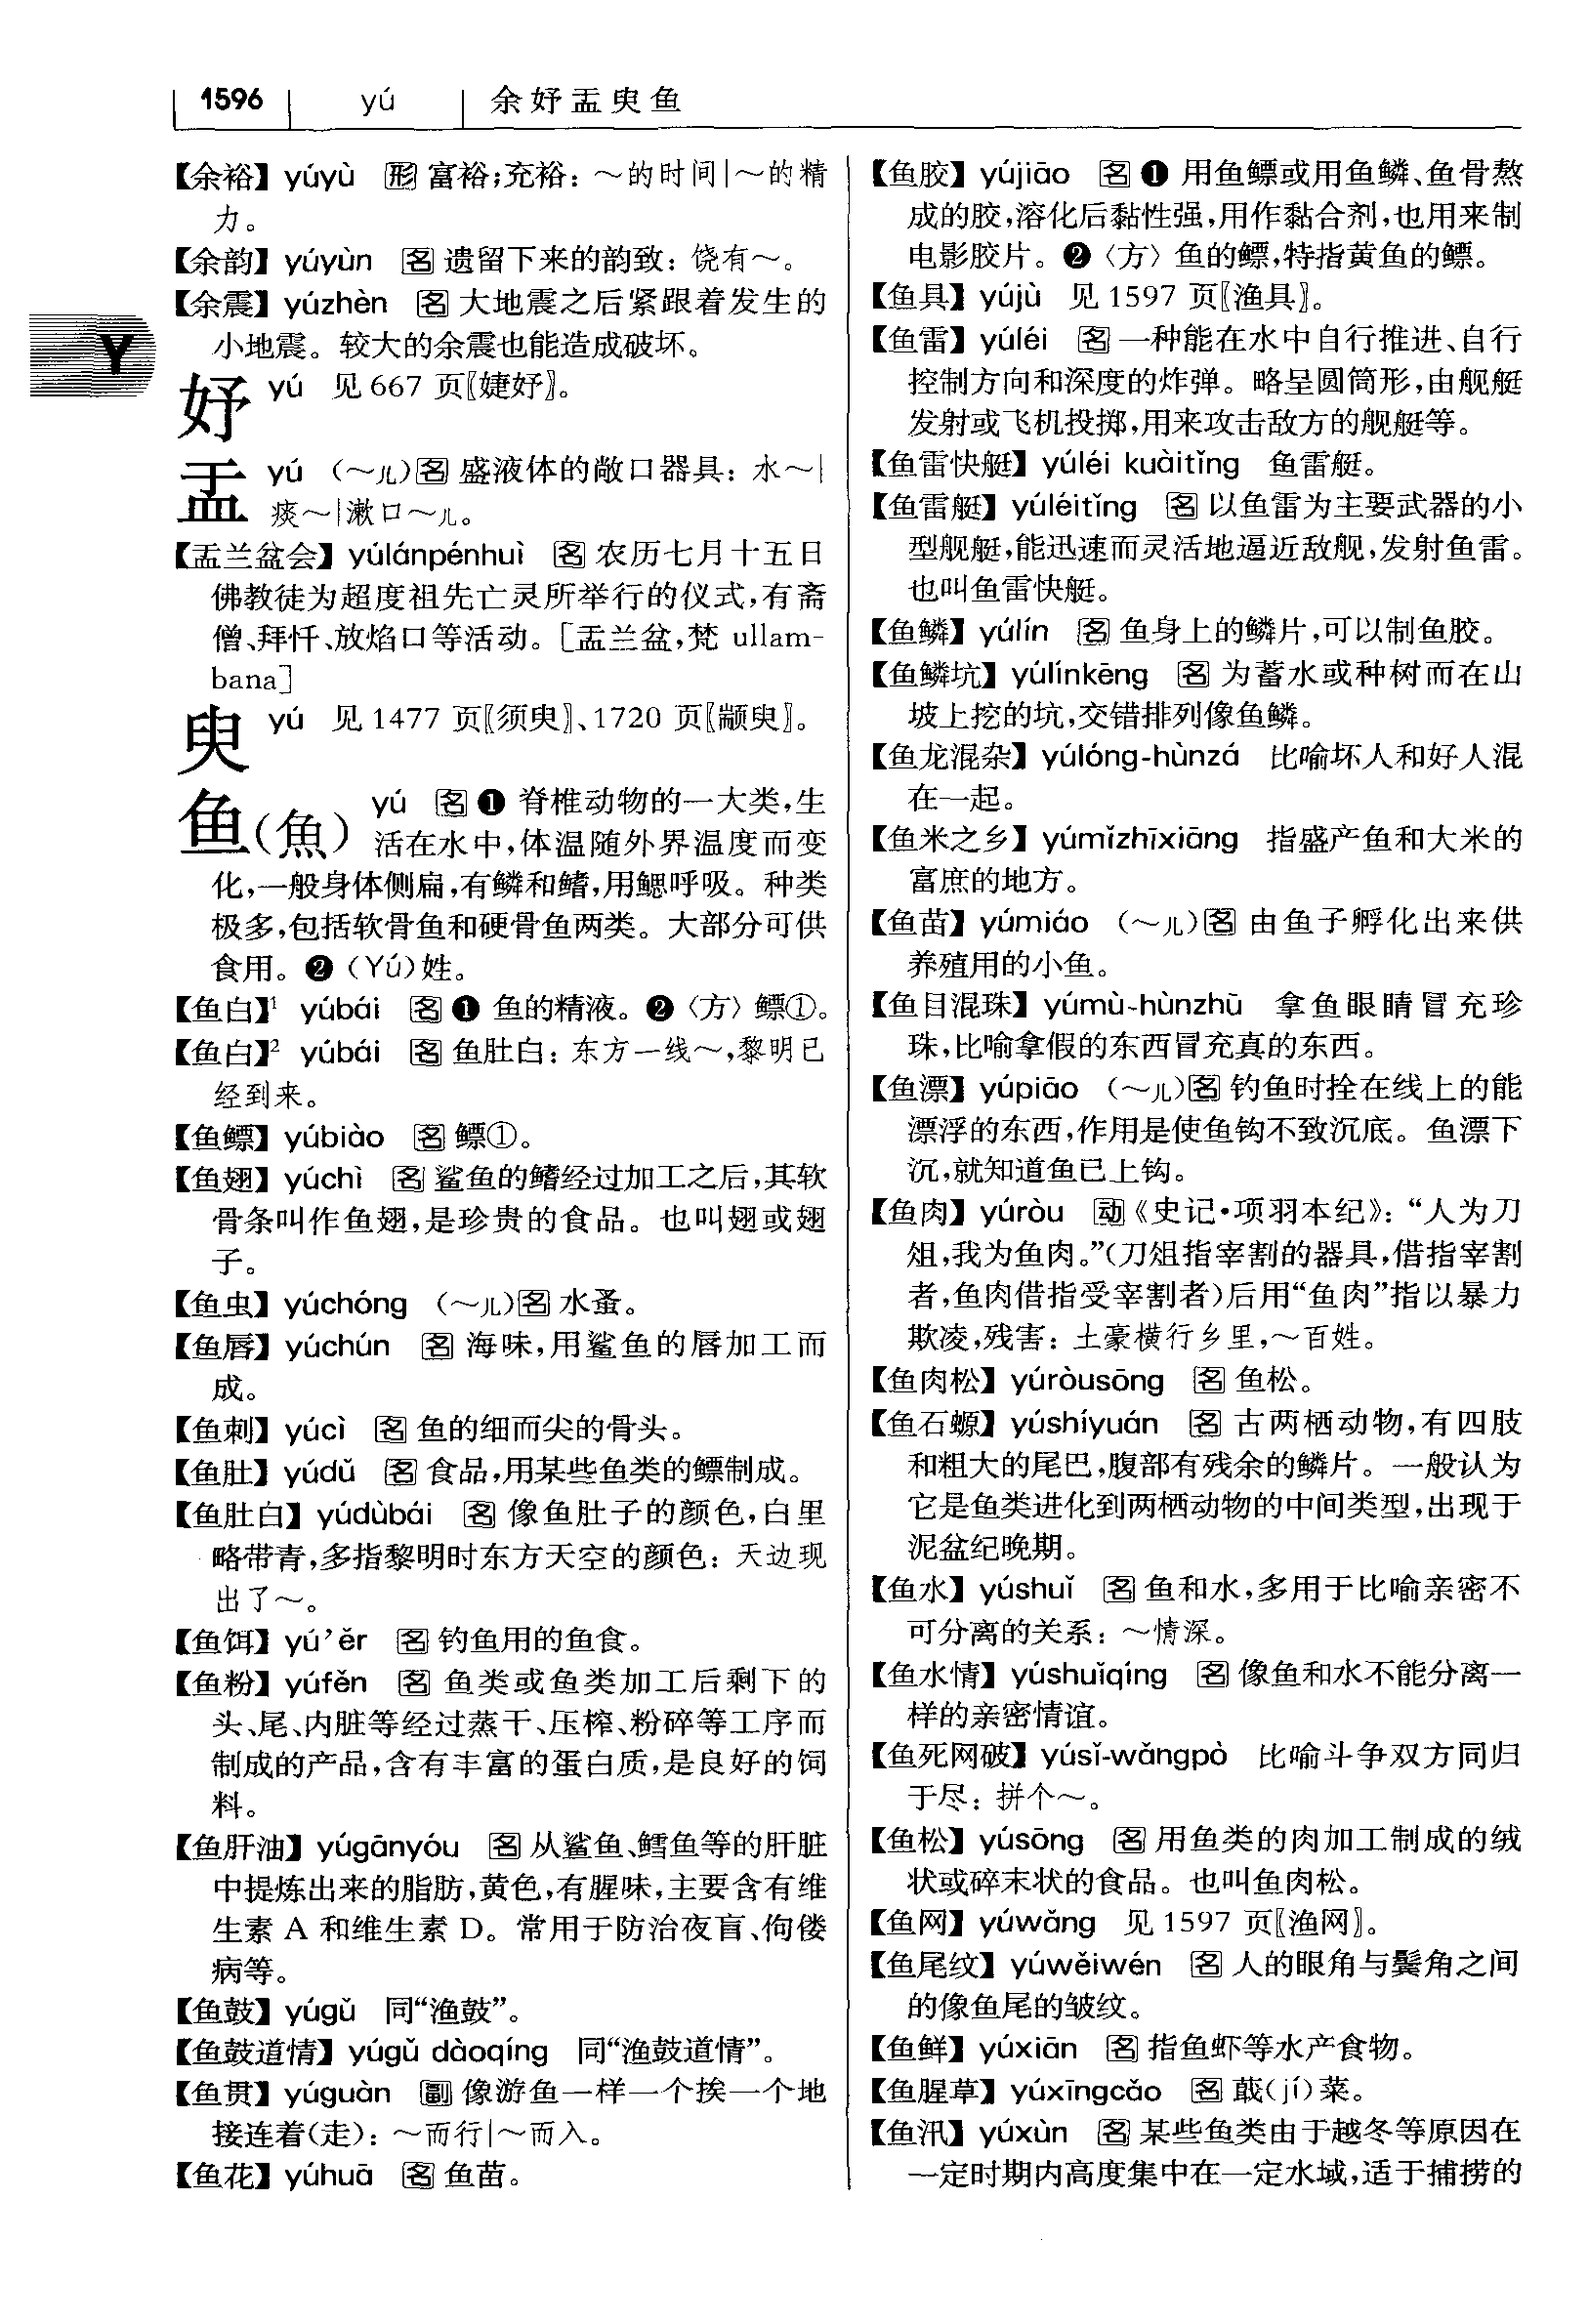 1596 yú 余妤盂臾鱼
【余裕】 yúyù 形 富裕;充裕: ～的时间|～的精
力。
【余韵】 yúyùn 名 遗留下来的韵致: 饶有～。
【余震】 yúzhèn 名 大地震之后紧跟着发生的
小地震。较大的余震也能造成破坏。
Y
妤 yú 见 667 页〖婕妤〗。
盂 yú (～儿)名 盛液体的敞口器具: 水～|
痰～|漱口～儿。
【盂兰盆会】 yúlánpénhuì 名 农历七月十五日
佛教徒为超度祖先亡灵所举行的仪式,有斋
僧、拜忏、放焰口等活动。[盂兰盆,梵 ullam-
bana]
臾 yú 见 1477 页〖须臾〗、1720 页〖颛臾〗。
鱼(魚) yú 名 ❶ 脊椎动物的一大类,生
活在水中,体温随外界温度而变
化,一般身体侧扁,有鳞和鳍,用鳃呼吸。种类
极多,包括软骨鱼和硬骨鱼两类。大部分可供
食用。❷ (Yú)姓。
【鱼白】¹ yúbái 名 ❶ 鱼的精液。❷〈方〉鳔①。
【鱼白】² yúbái 名 鱼肚白: 东方一线～,黎明已
经到来。
【鱼鳔】 yúbiào 名 鳔①。
【鱼翅】 yúchì 名 鲨鱼的鳍经过加工之后,其软
骨条叫作鱼翅,是珍贵的食品。也叫翅或翅
子。
【鱼虫】 yúchóng (～儿)名 水蚤。
【鱼唇】 yúchún 名 海味,用鲨鱼的唇加工而
成。
【鱼刺】 yúcì 名 鱼的细而尖的骨头。
【鱼肚】 yúdǔ 名 食品,用某些鱼类的鳔制成。
【鱼肚白】 yúdùbái 名 像鱼肚子的颜色,白里
略带青,多指黎明时东方天空的颜色: 天边现
出了～。
【鱼饵】 yú’ěr 名 钓鱼用的鱼食。
【鱼粉】 yúfěn 名 鱼类或鱼类加工后剩下的
头、尾、内脏等经过蒸干、压榨、粉碎等工序而
制成的产品,含有丰富的蛋白质,是良好的饲
料。
【鱼肝油】 yúgānyóu 名 从鲨鱼、鳕鱼等的肝脏
中提炼出来的脂肪,黄色,有腥味,主要含有维
生素 A 和维生素 D。常用于防治夜盲、佝偻
病等。
【鱼鼓】 yúgǔ 同“渔鼓”。
【鱼鼓道情】 yúgǔ dàoqíng 同“渔鼓道情”。
【鱼贯】 yúguàn 副 像游鱼一样一个挨一个地
接连着(走): ～而行|～而入。
【鱼花】 yúhuā 名 鱼苗。
【鱼胶】 yújiāo 名 ❶ 用鱼鳔或用鱼鳞、鱼骨熬
成的胶,溶化后黏性强,用作黏合剂,也用来制
电影胶片。❷〈方〉鱼的鳔,特指黄鱼的鳔。
【鱼具】 yújù 见 1597 页〖渔具〗。
【鱼雷】 yúléi 名 一种能在水中自行推进、自行
控制方向和深度的炸弹。略呈圆筒形,由舰艇
发射或飞机投掷,用来攻击敌方的舰艇等。
【鱼雷快艇】 yúléi kuàitǐng 鱼雷艇。
【鱼雷艇】 yúléitǐng 名 以鱼雷为主要武器的小
型舰艇,能迅速而灵活地逼近敌舰,发射鱼雷。
也叫鱼雷快艇。
【鱼鳞】 yúlín 名 鱼身上的鳞片,可以制鱼胶。
【鱼鳞坑】 yúlínkēng 名 为蓄水或种树而在山
坡上挖的坑,交错排列像鱼鳞。
【鱼龙混杂】 yúlóng-hùnzá 比喻坏人和好人混
在一起。
【鱼米之乡】 yúmǐzhīxiāng 指盛产鱼和大米的
富庶的地方。
【鱼苗】 yúmiáo (～儿)名 由鱼子孵化出来供
养殖用的小鱼。
【鱼目混珠】 yúmù-hùnzhū 拿鱼眼睛冒充珍
珠,比喻拿假的东西冒充真的东西。
【鱼漂】 yúpiāo (～儿)名 钓鱼时拴在线上的能
漂浮的东西,作用是使鱼钩不致沉底。鱼漂下
沉,就知道鱼已上钩。
【鱼肉】 yúròu 动《史记·项羽本纪》: “人为刀
俎,我为鱼肉。”(刀俎指宰割的器具,借指宰割
者,鱼肉借指受宰割者)后用“鱼肉”指以暴力
欺凌,残害: 土豪横行乡里,～百姓。
【鱼肉松】 yúròusōng 名 鱼松。
【鱼石螈】 yúshíyuán 名 古两栖动物,有四肢
和粗大的尾巴,腹部有残余的鳞片。一般认为
它是鱼类进化到两栖动物的中间类型,出现于
泥盆纪晚期。
【鱼水】 yúshuǐ 名 鱼和水,多用于比喻亲密不
可分离的关系: ～情深。
【鱼水情】 yúshuǐqíng 名 像鱼和水不能分离一
样的亲密情谊。
【鱼死网破】 yúsǐ-wǎngpò 比喻斗争双方同归
于尽: 拼个～。
【鱼松】 yúsōng 名 用鱼类的肉加工制成的绒
状或碎末状的食品。也叫鱼肉松。
【鱼网】 yúwǎng 见 1597 页〖渔网〗。
【鱼尾纹】 yúwěiwén 名 人的眼角与鬓角之间
的像鱼尾的皱纹。
【鱼鲜】 yúxiān 名 指鱼虾等水产食物。
【鱼腥草】 yúxīngcǎo 名 蕺(jí)菜。
【鱼汛】 yúxùn 名 某些鱼类由于越冬等原因在
一定时期内高度集中在一定水域,适于捕捞的